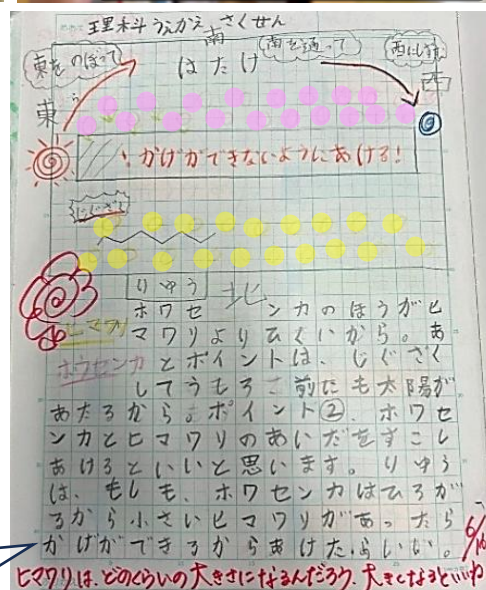 理科うえかえさくせん
南
東をのぼって
はたけ
南を通って
西にしずむ
東
西
かげができないようにあける!
じぐざぐ
りゆう
北
ホウセンカのほうがヒ
ヒマワリ
マワリよりひくいから。あ
ホウセンカ
とポイントは、じぐざく
してうもろ前にも太陽が
あたるから。ポイント②、ホウセ
ンカとヒマワリのあいだをすこし
あけるといいと思います。りゆう
は、もしも、ホウセンカはひろが
るから小さいヒマワリがあったら
かげができるからあけたらいい。
6/16
ヒマワリは、どのくらいの大きさになるんだろう、大きくなるといいね